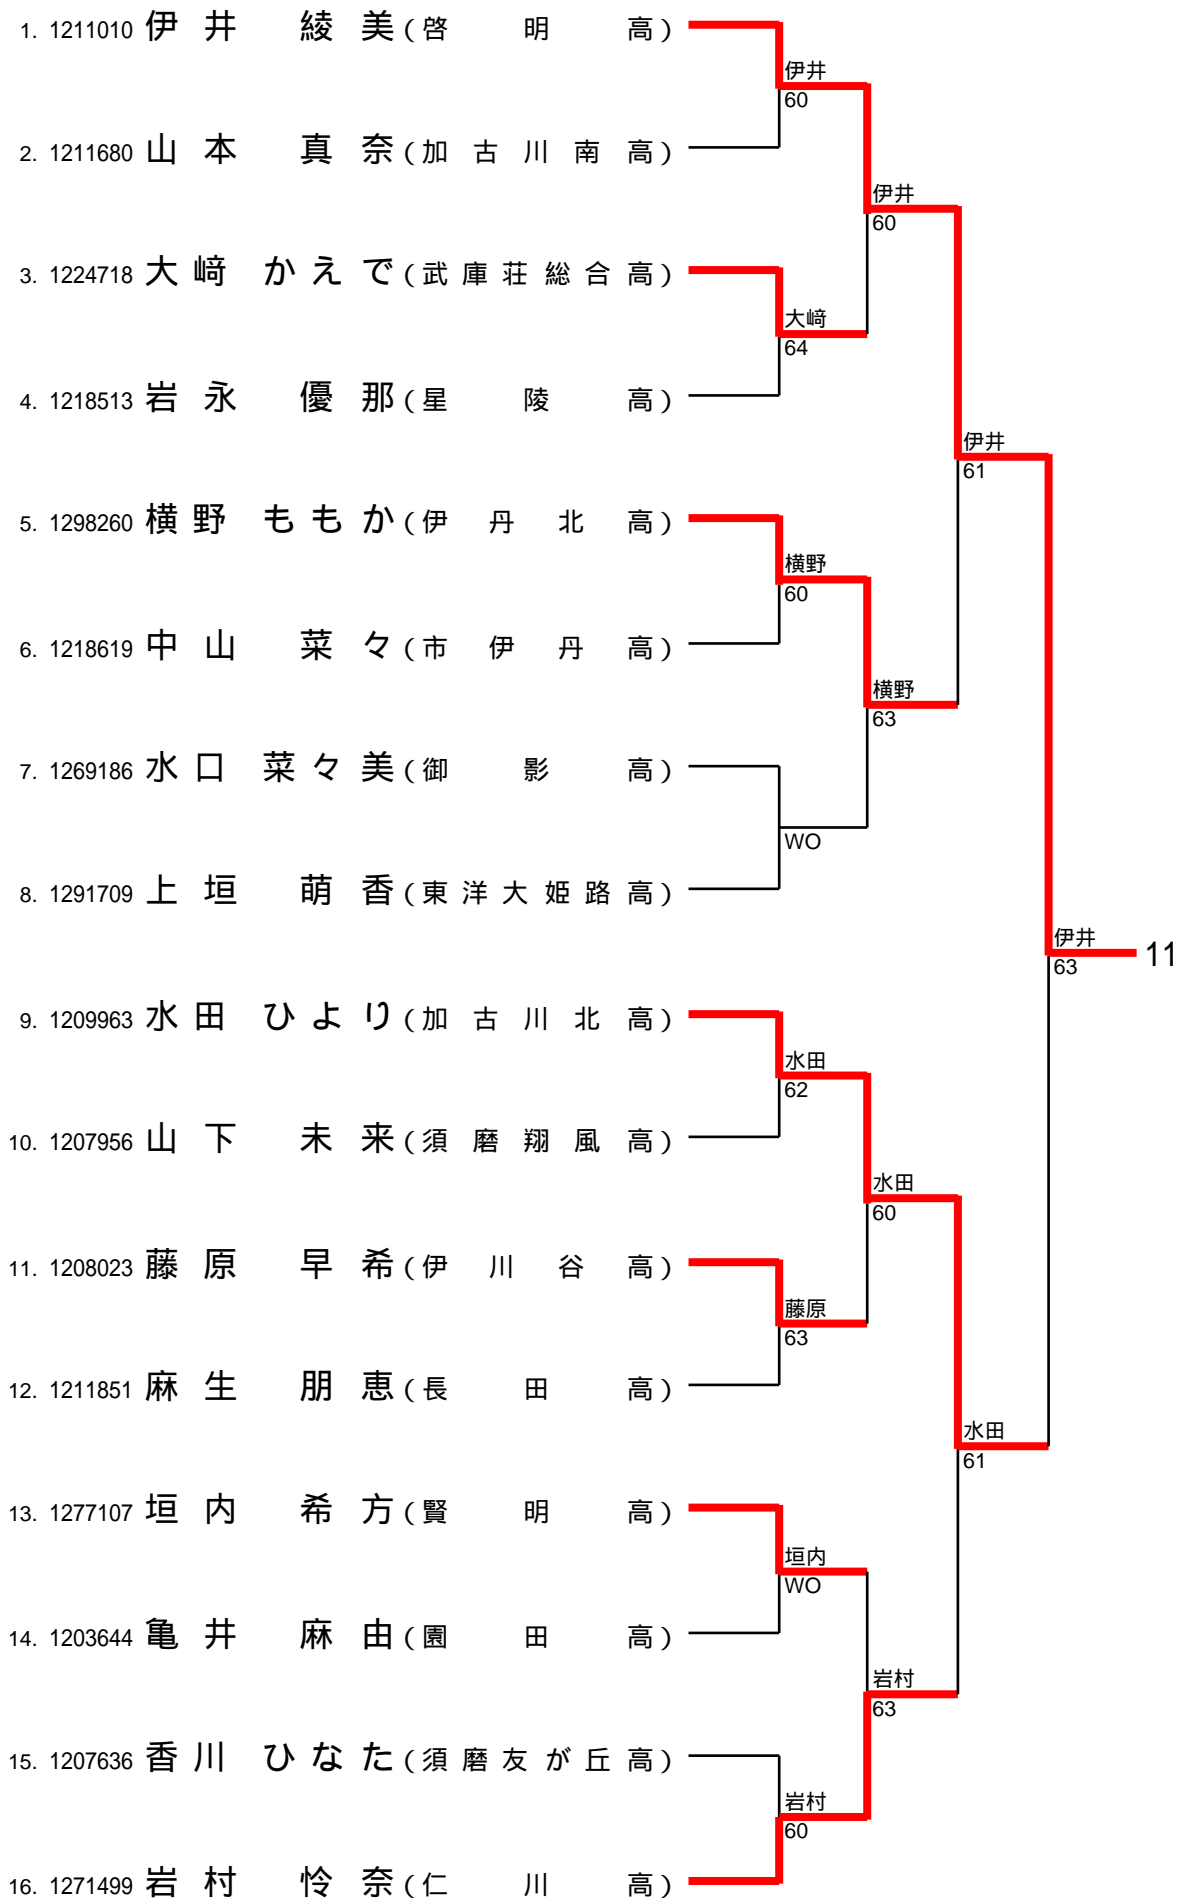 1. 1211010 伊井 綾美 (啓明高)
伊井
60
2. 1211680 山本 真奈 (加古川南高)
伊井
60
3. 1224718 大﨑 かえで (武庫荘総合高)
大﨑
64
4. 1218513 岩永 優那 (星陵高)
伊井
61
5. 1298260 横野 ももか (伊丹北高)
横野
60
6. 1218619 中山 菜々 (市伊丹高)
横野
63
7. 1269186 水口 菜々美 (御影高)
WO
8. 1291709 上垣 萌香 (東洋大姫路高)
伊井
63
11
9. 1209963 水田 ひより (加古川北高)
水田
62
10. 1207956 山下 未来 (須磨翔風高)
水田
60
11. 1208023 藤原 早希 (伊川谷高)
藤原
63
12. 1211851 麻生 朋恵 (長田高)
水田
61
13. 1277107 垣内 希方 (賢明高)
垣内
WO
14. 1203644 亀井 麻由 (園田高)
岩村
63
15. 1207636 香川 ひなた (須磨友が丘高)
岩村
60
16. 1271499 岩村 怜奈 (仁川高)